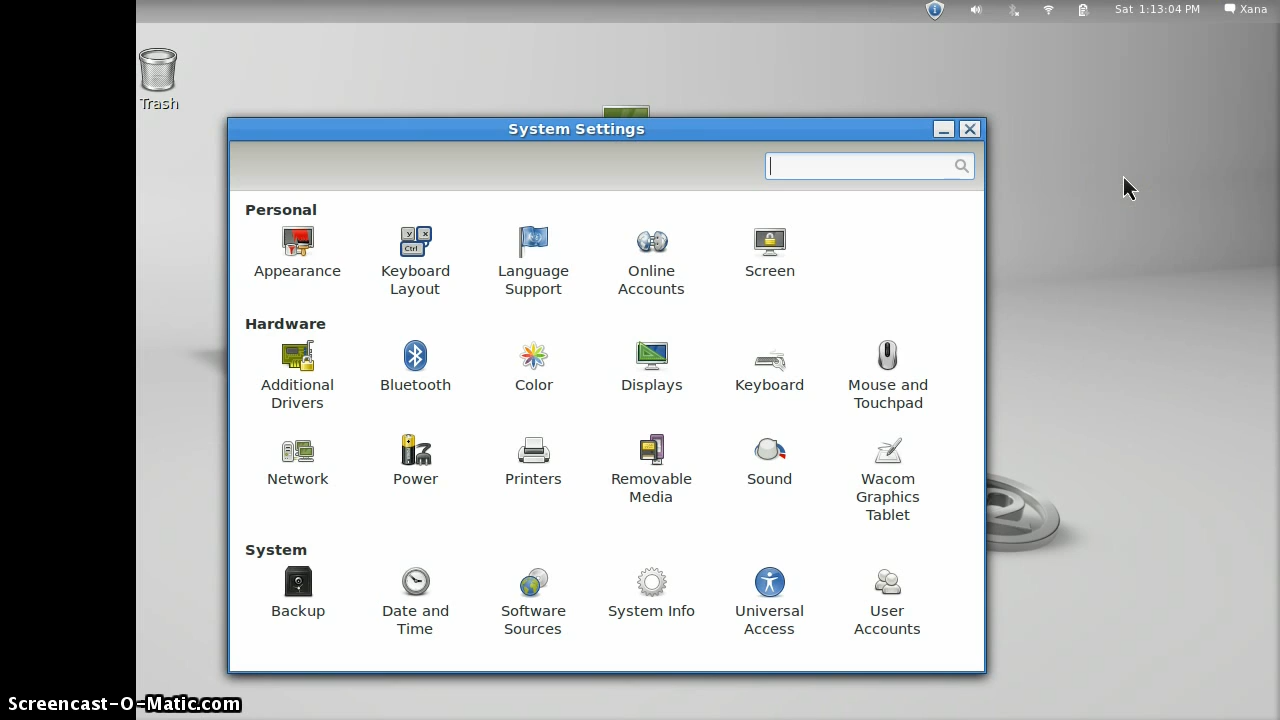 Sat 1:13:04 PM Xana
Trash
System Settings
Personal
Appearance
Keyboard
Layout
Language
Support
Online
Accounts
Screen
Hardware
Additional
Drivers
Bluetooth
Color
Displays
Keyboard
Mouse and
Touchpad
Network
Power
Printers
Removable
Media
Sound
Wacom
Graphics
Tablet
System
Backup
Date and
Time
Software
Sources
System Info
Universal
Access
User
Accounts
Screencast-O-Matic.com